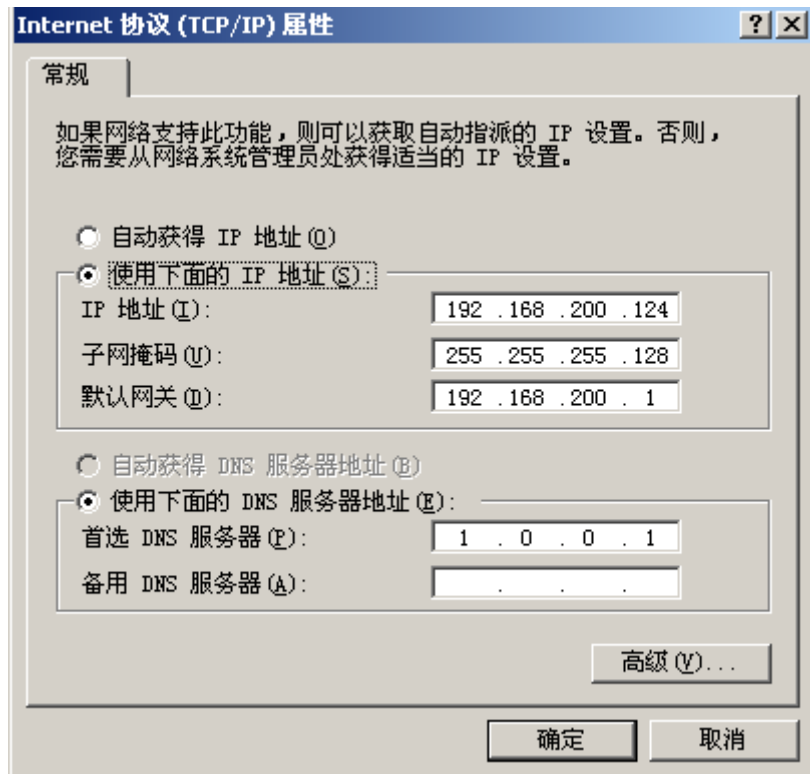 Internet 协议 (TCP/IP) 属性
常规
如果网络支持此功能，则可以获取自动指派的 IP 设置。否则，
您需要从网络系统管理员处获得适当的 IP 设置。
自动获得 IP 地址(O)
使用下面的 IP 地址(S):
IP 地址(I): 192 .168 .200 .124
子网掩码(U): 255 .255 .255 .128
默认网关(D): 192 .168 .200 . 1
自动获得 DNS 服务器地址(B)
使用下面的 DNS 服务器地址(E):
首选 DNS 服务器(P): 1 . 0 . 0 . 1
备用 DNS 服务器(A): . . .
高级(V)...
确定 取消